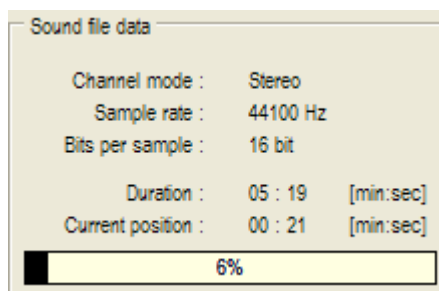 Sound file data
Channel mode : Stereo
Sample rate : 44100 Hz
Bits per sample : 16 bit
Duration : 05 : 19 [min:sec]
Current position : 00 : 21 [min:sec]
6%